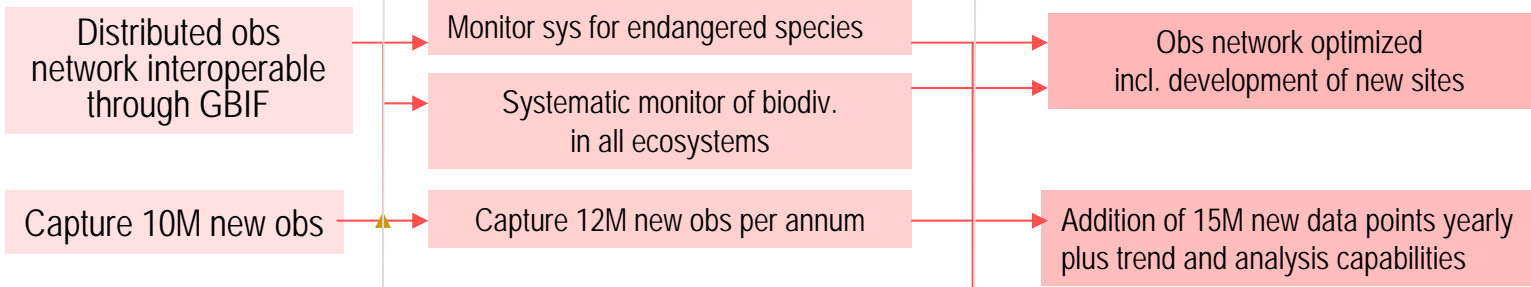 Distributed obs
network interoperable
through GBIF
Monitor sys for endangered species
Systematic monitor of biodiv.
in all ecosystems
Obs network optimized
incl. development of new sites
Capture 10M new obs
Capture 12M new obs per annum
Addition of 15M new data points yearly
plus trend and analysis capabilities